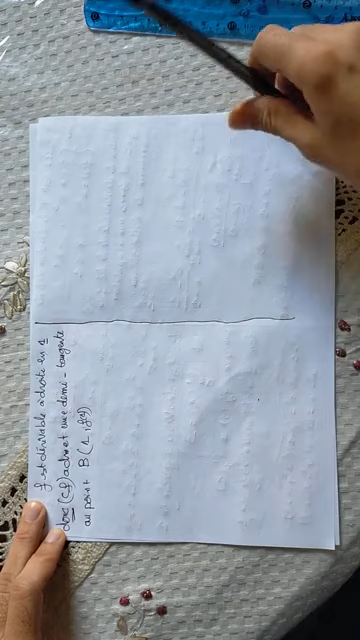 f est dérivable à droite en 1
donc (Cf) admet une demi-tangente
au point B(1, f(1))